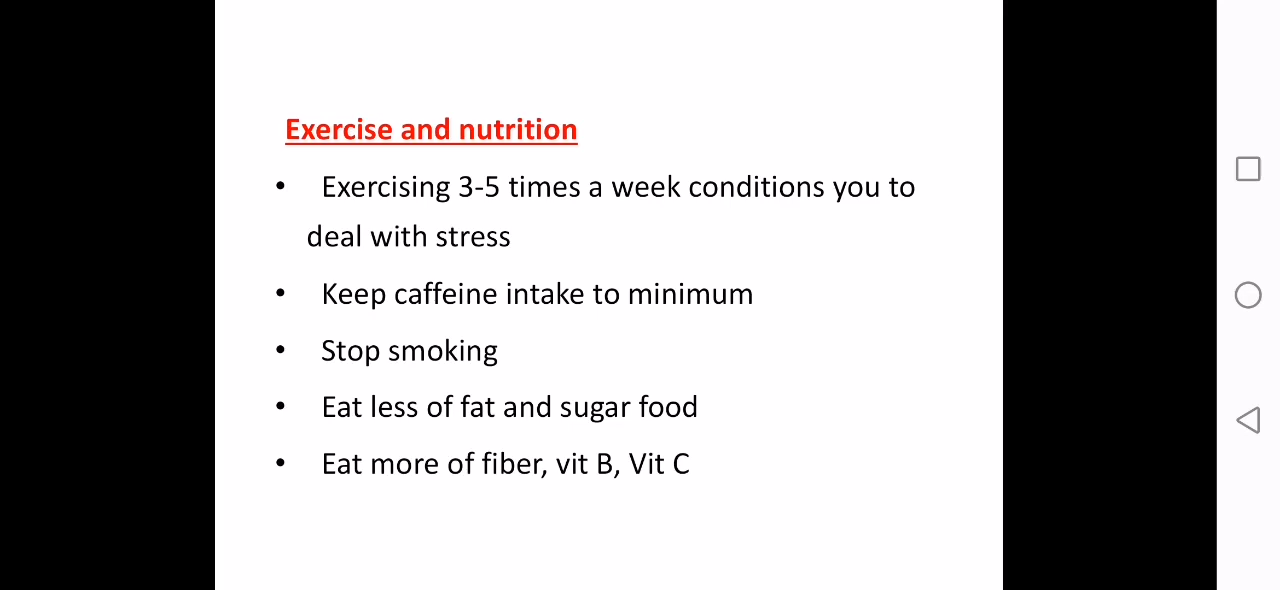 Exercise and nutrition
• Exercising 3-5 times a week conditions you to
deal with stress
• Keep caffeine intake to minimum
• Stop smoking
• Eat less of fat and sugar food
• Eat more of fiber, vit B, Vit C